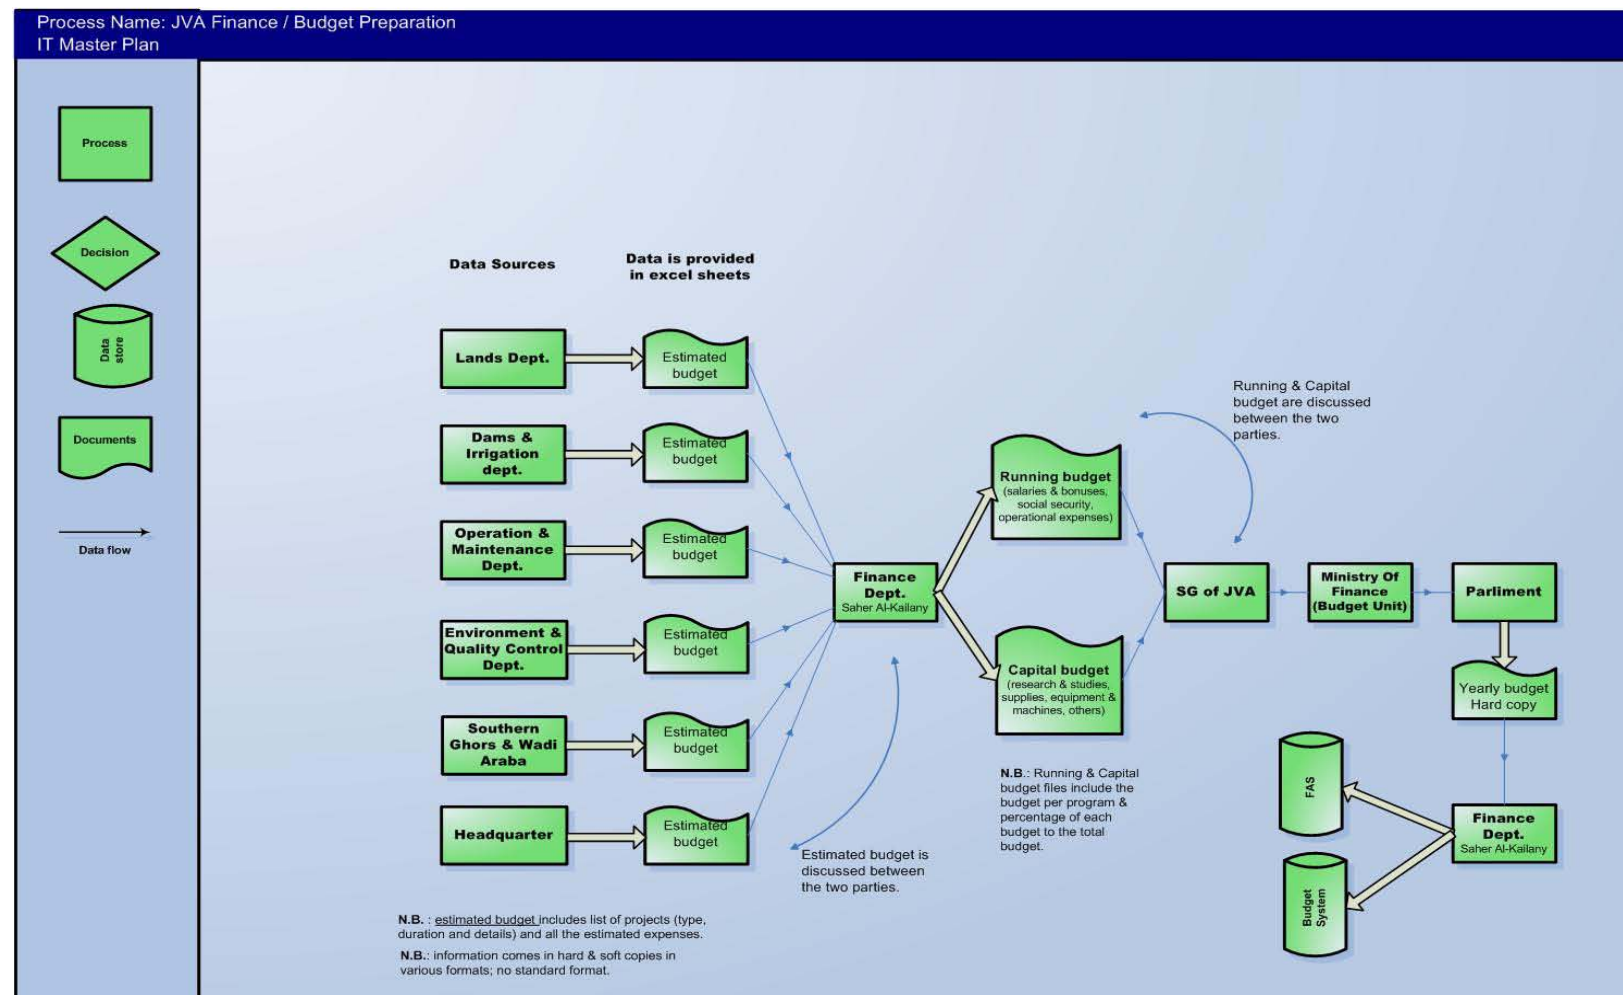 Process Name: JVA Finance / Budget Preparation
IT Master Plan
Process
Decision
Data
store
Documents
Data flow
Data Sources
Data is provided
in excel sheets
Lands Dept.
Estimated
budget
Dams &
Irrigation
dept.
Estimated
budget
Operation &
Maintenance
Dept.
Estimated
budget
Environment &
Quality Control
Dept.
Estimated
budget
Southern
Ghors & Wadi
Araba
Estimated
budget
Headquarter
Estimated
budget
Finance
Dept.
Saher Al-Kailany
Estimated budget is
discussed between
the two parties.
N.B. : estimated budget includes list of projects (type,
duration and details) and all the estimated expenses.
N.B.: information comes in hard & soft copies in
various formats; no standard format.
Running budget
(salaries & bonuses,
social security,
operational expenses)
Capital budget
(research & studies,
supplies, equipment &
machines, others)
N.B.: Running & Capital
budget files include the
budget per program &
percentage of each
budget to the total
budget.
Running & Capital
budget are discussed
between the two
parties.
SG of JVA
Ministry Of
Finance
(Budget Unit)
Parliment
Yearly budget
Hard copy
Finance
Dept.
Saher Al-Kailany
FAS
Budget
System